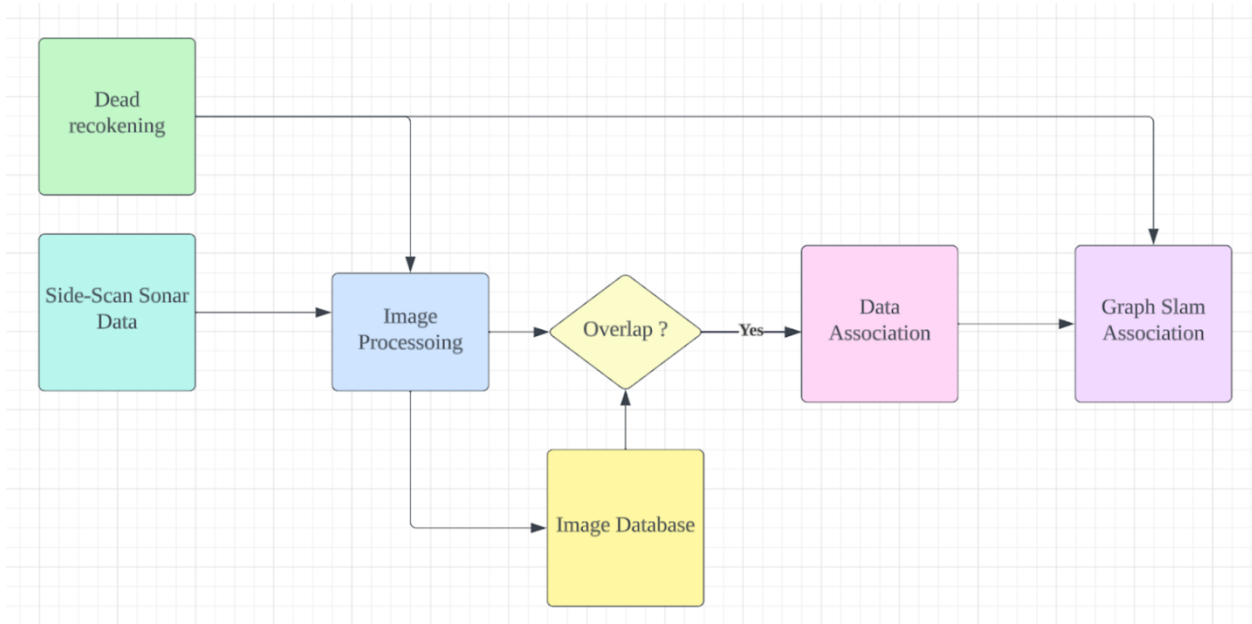 Dead
recokening
Side-Scan Sonar
Data
Image
Processoing
Overlap ?
Yes
Data
Association
Graph Slam
Association
Image Database